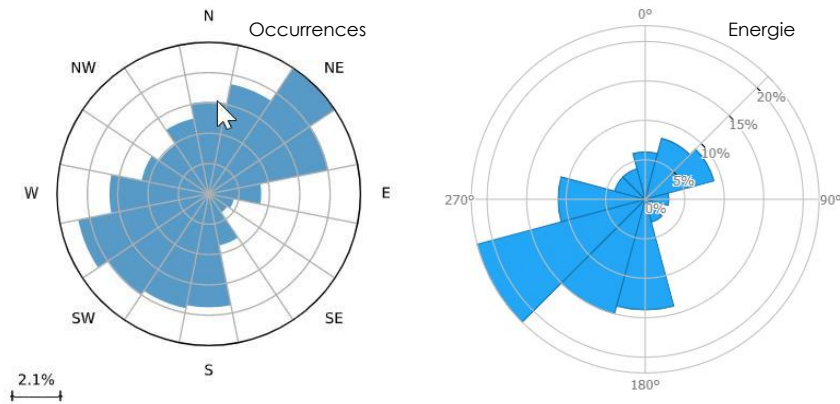 Occurrences
N
NE
E
SE
S
SW
W
NW
2.1%
Energie
0°
90°
180°
270°
0%
5%
10%
15%
20%